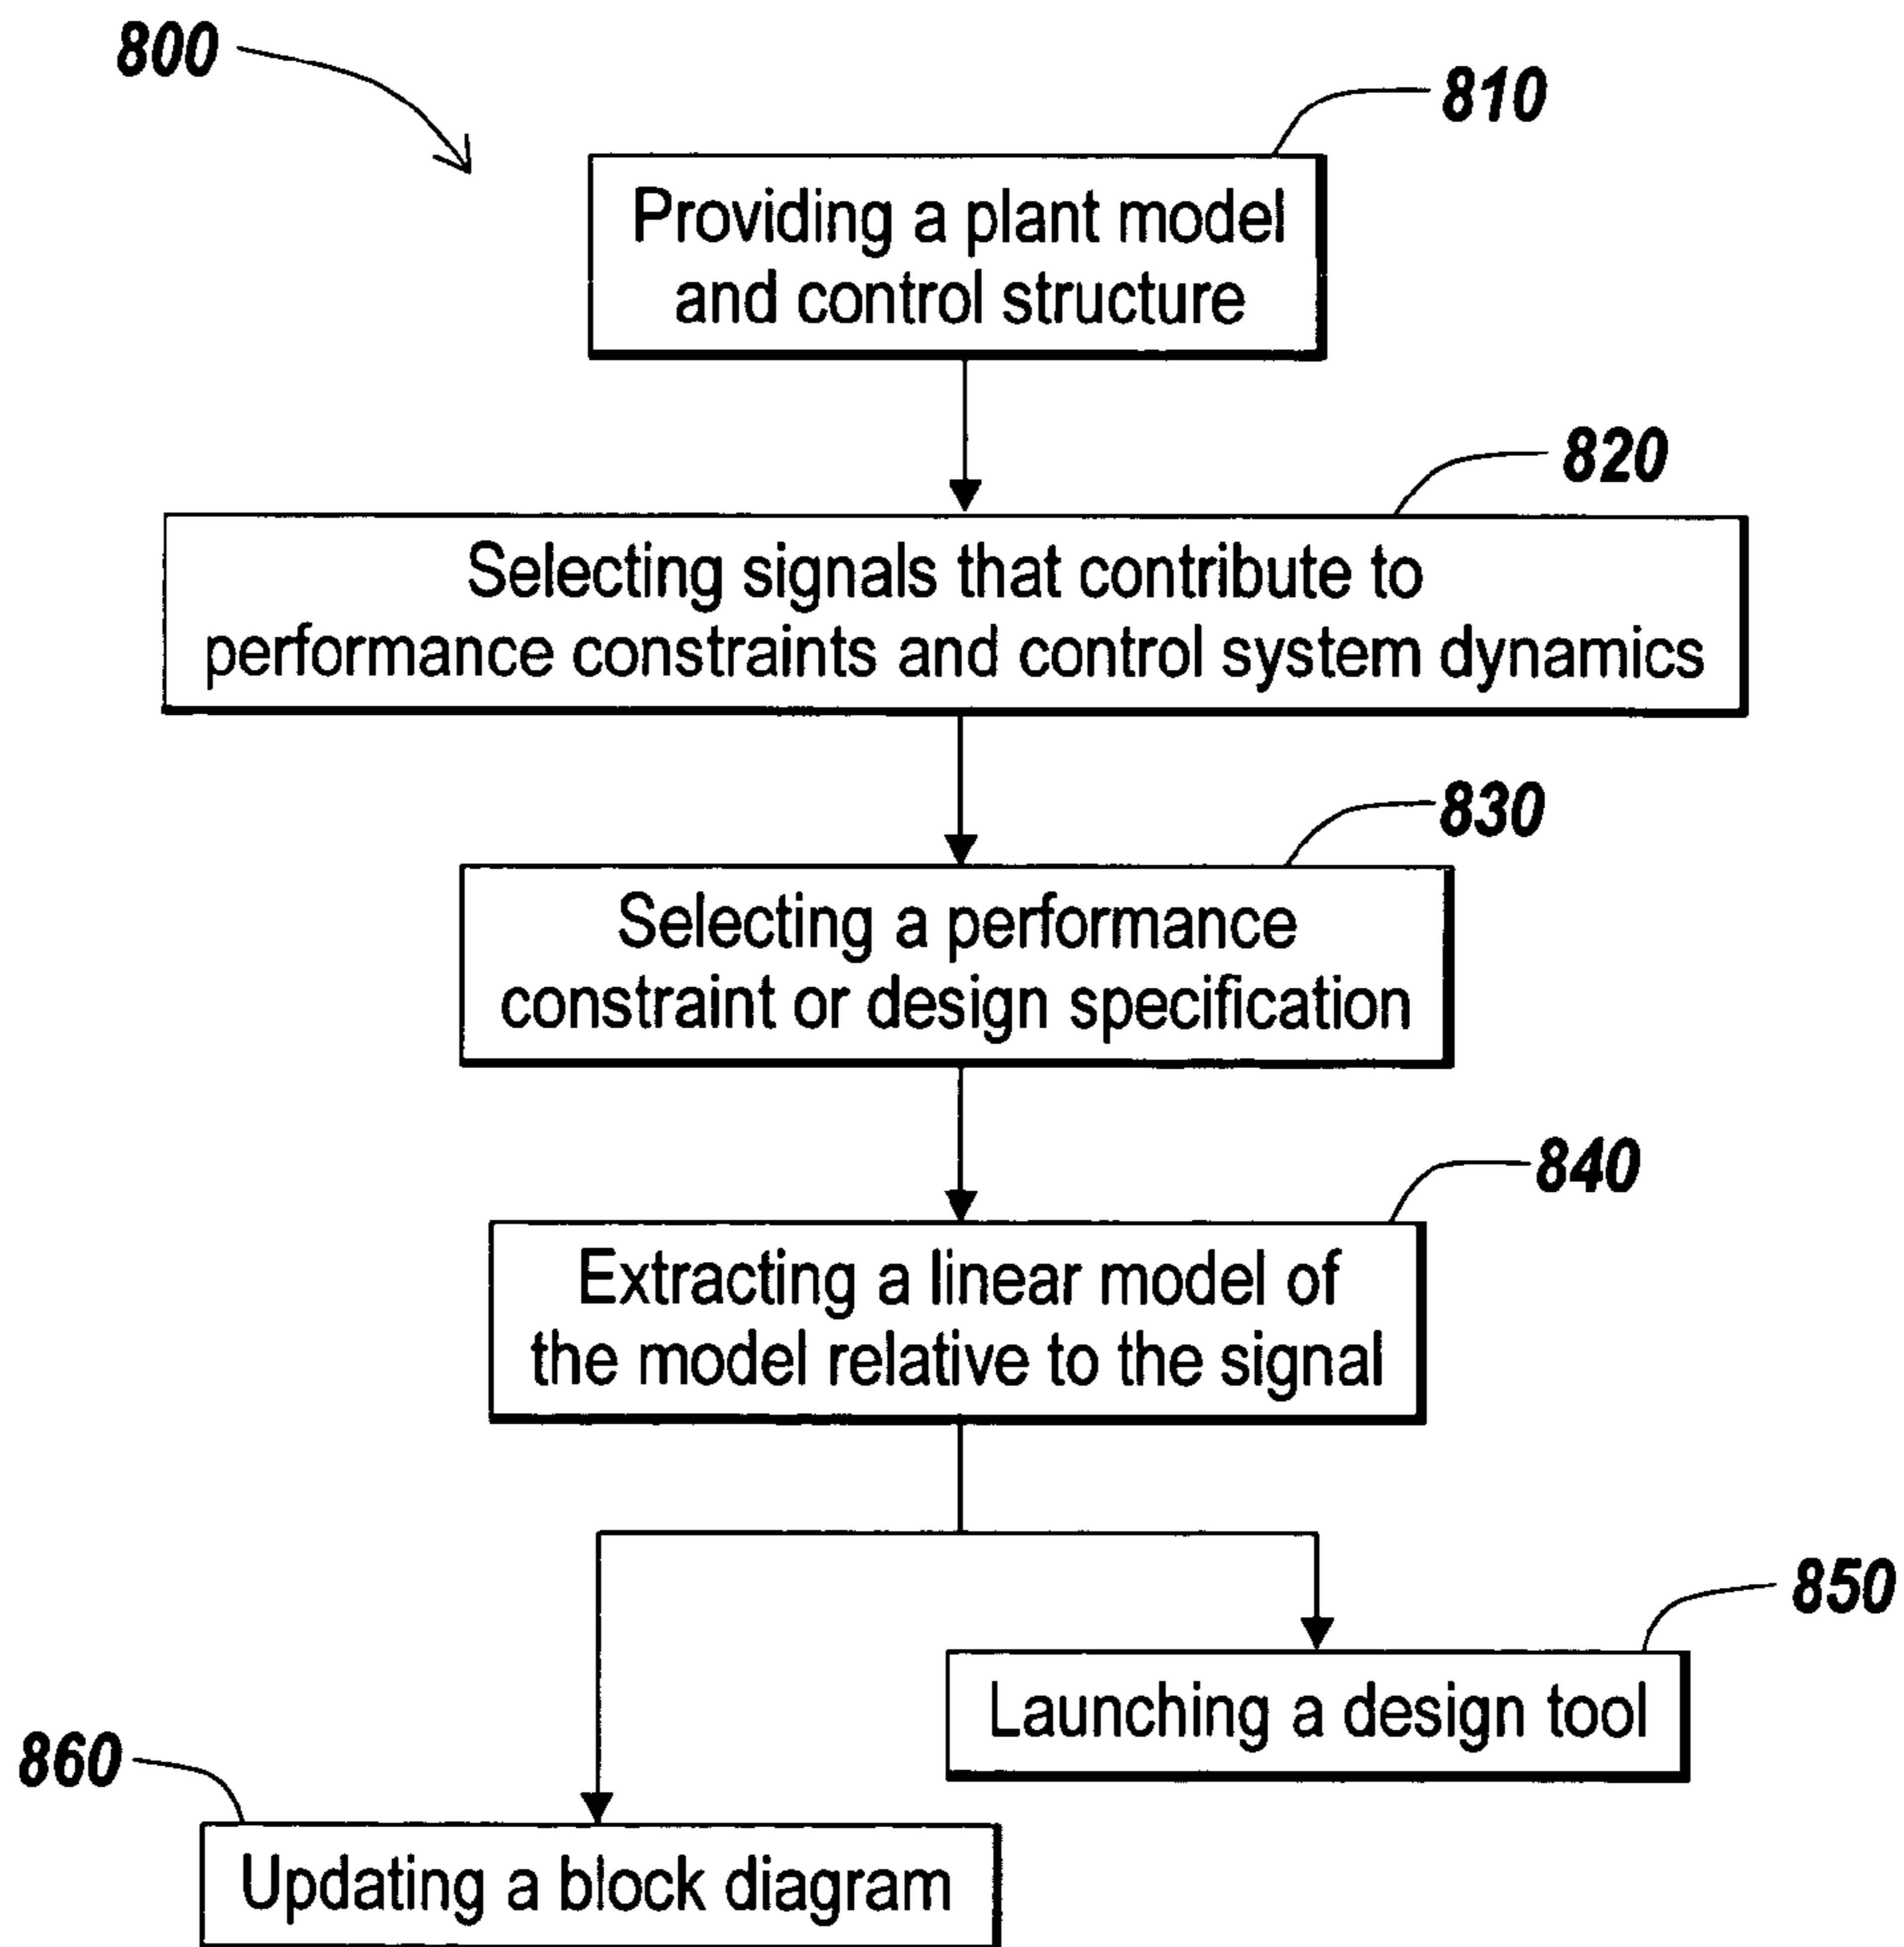 800
810
Providing a plant model
and control structure
820
Selecting signals that contribute to
performance constraints and control system dynamics
830
Selecting a performance
constraint or design specification
840
Extracting a linear model of
the model relative to the signal
850
Launching a design tool
860
Updating a block diagram